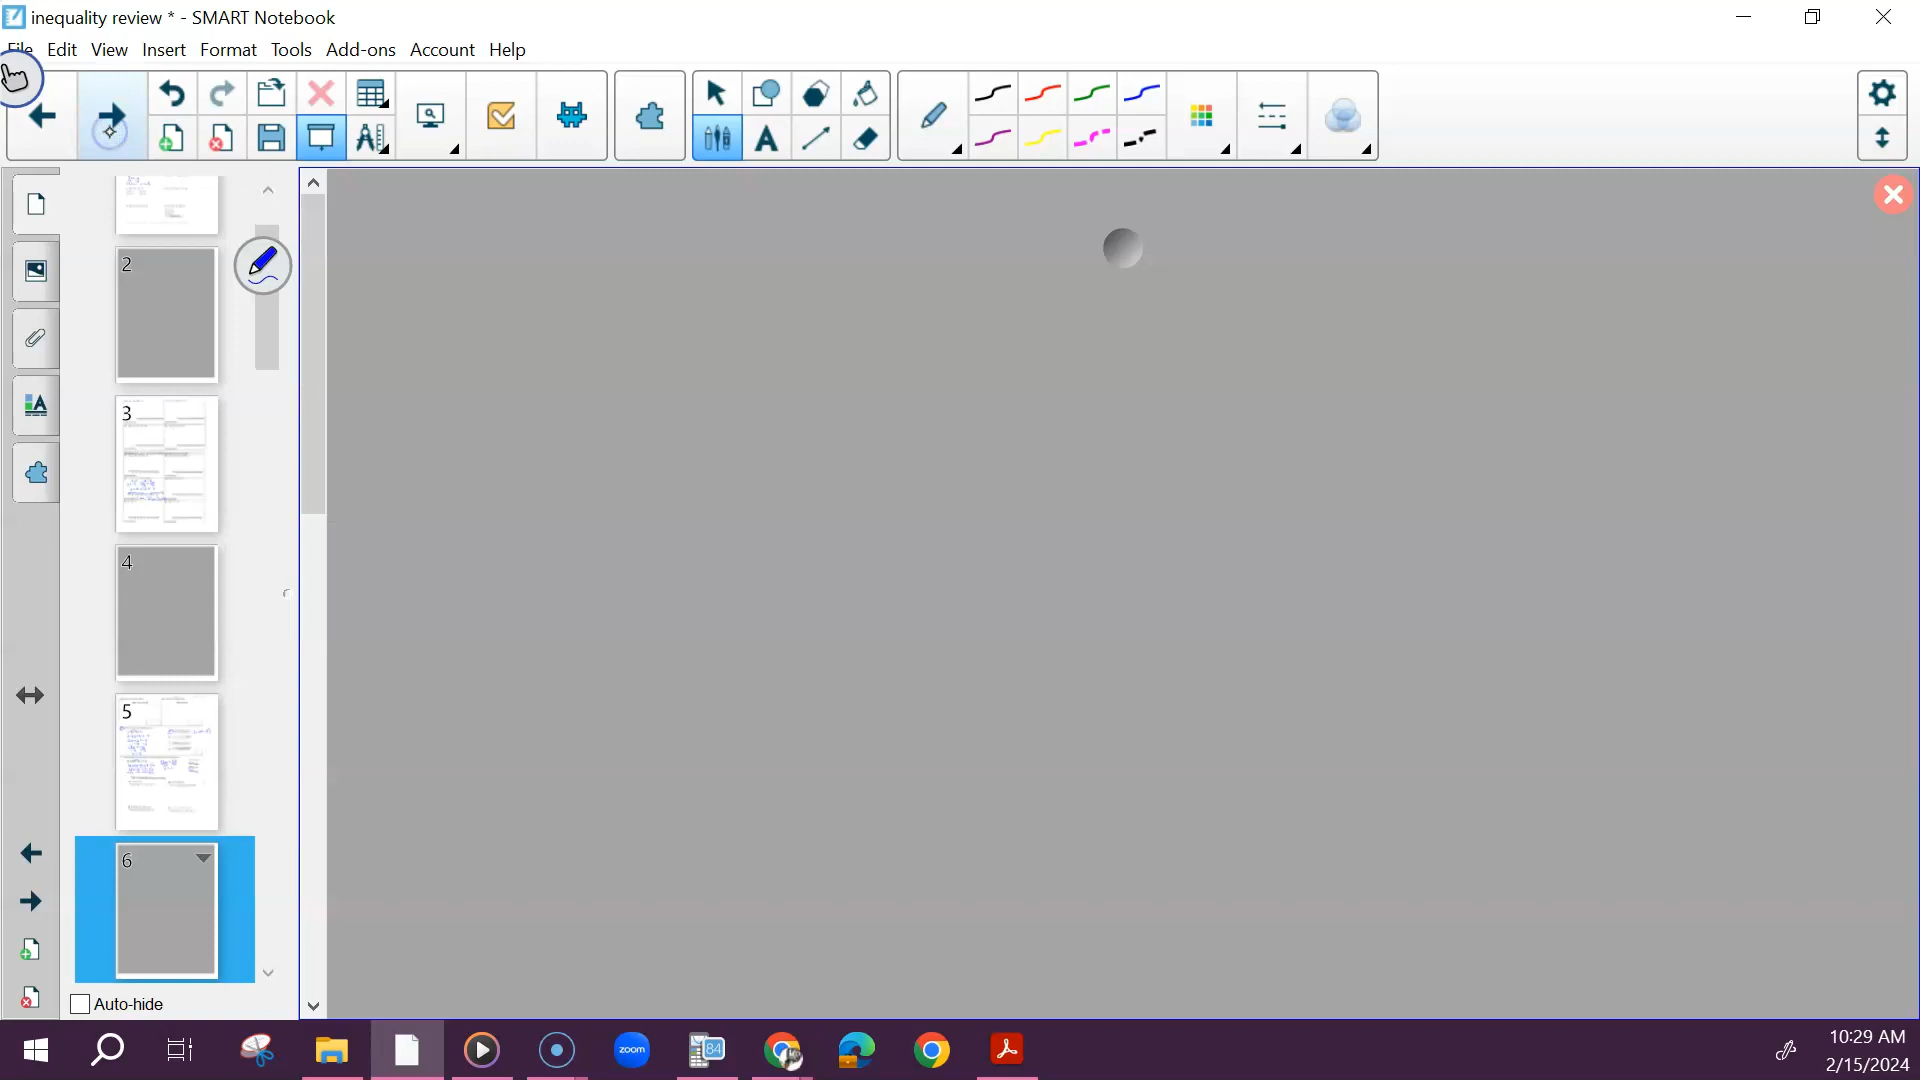 inequality review * - SMART Notebook
File Edit View Insert Format Tools Add-ons Account Help
2
3
4
5
6
Auto-hide
zoom
84
10:29 AM
2/15/2024